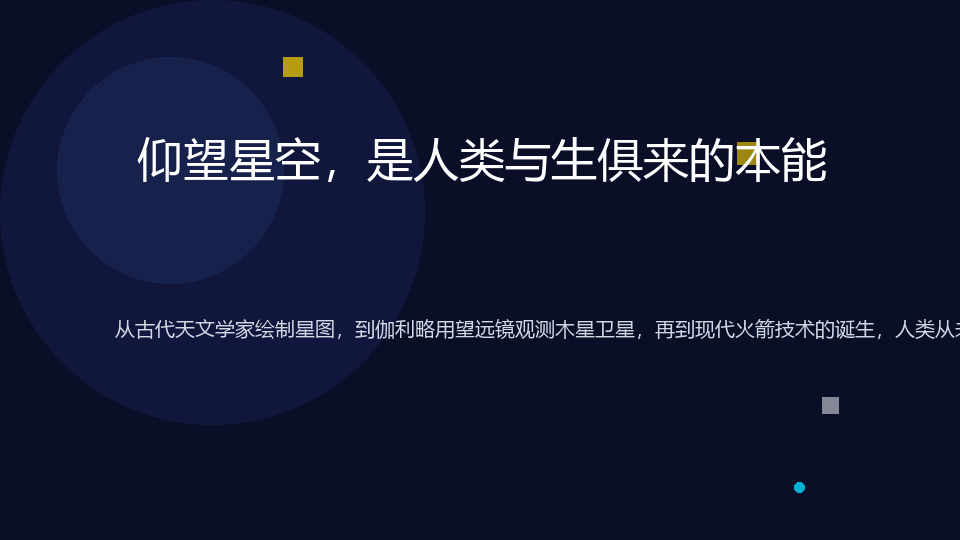 仰望星空，是人类与生俱来的本能
从古代天文学家绘制星图，到伽利略用望远镜观测木星卫星，再到现代火箭技术的诞生，人类从